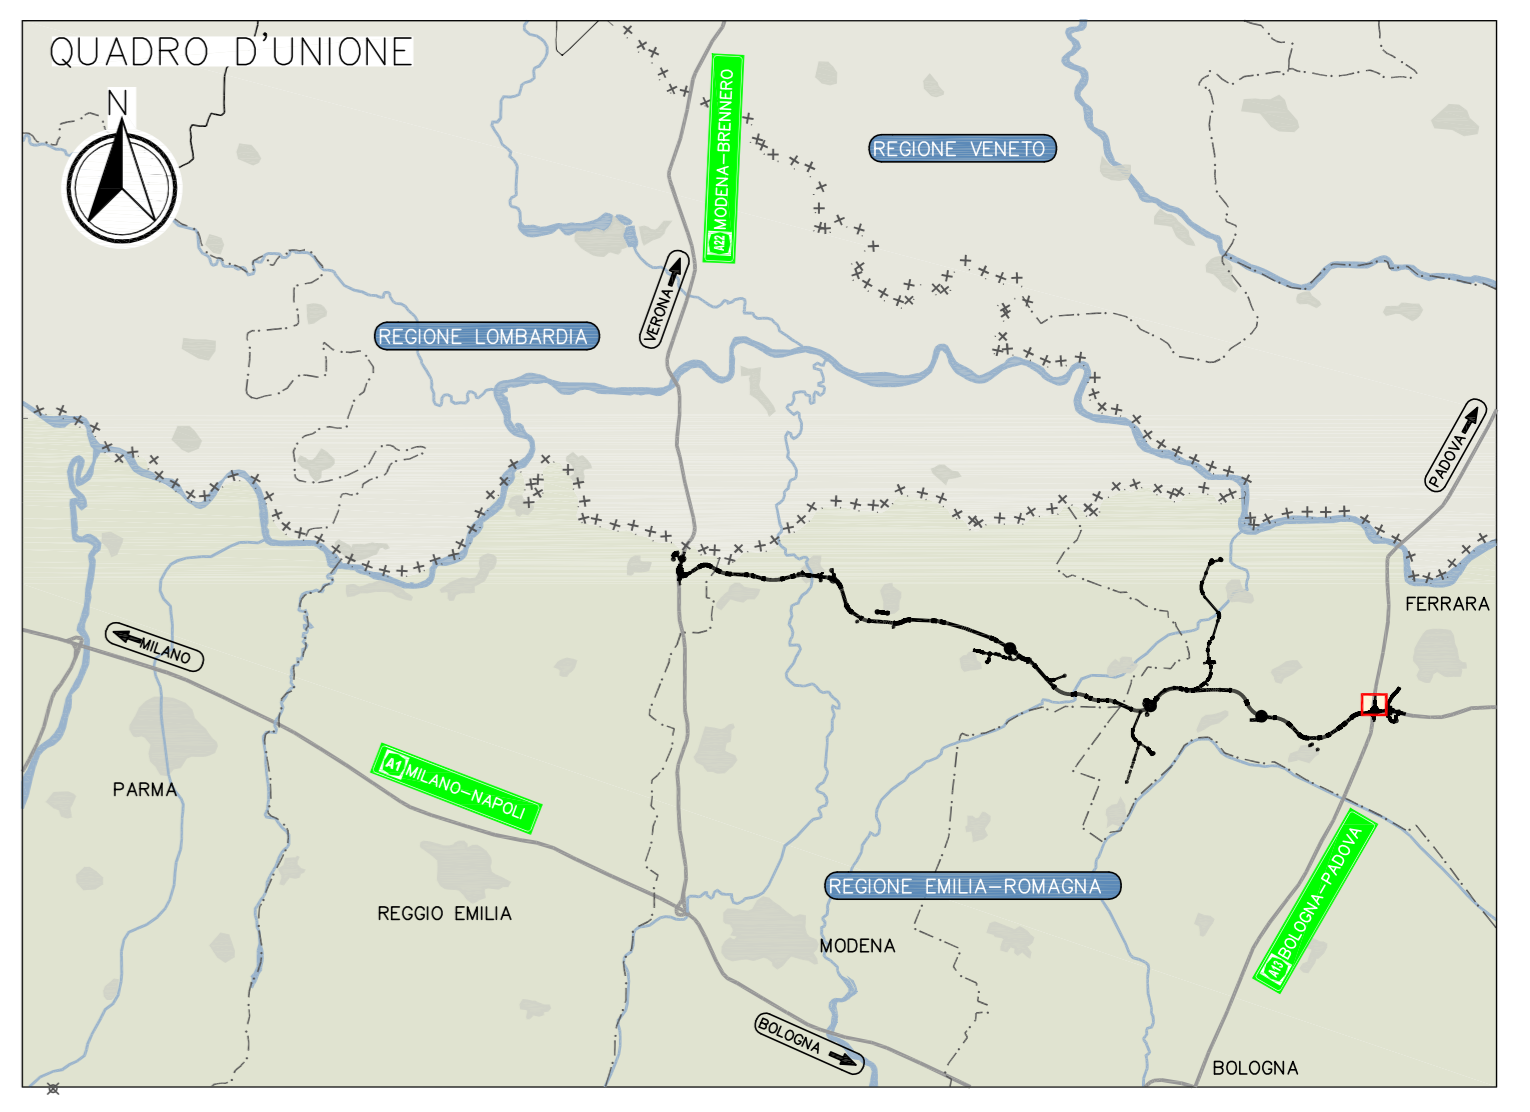 QUADRO D'UNIONE
N
A22 MODENA-BRENNERO
REGIONE VENETO
VERONA
REGIONE LOMBARDIA
PADOVA
FERRARA
MILANO
PARMA
A1 MILANO-NAPOLI
REGIONE EMILIA-ROMAGNA
A13 BOLOGNA-PADOVA
REGGIO EMILIA
MODENA
BOLOGNA
BOLOGNA